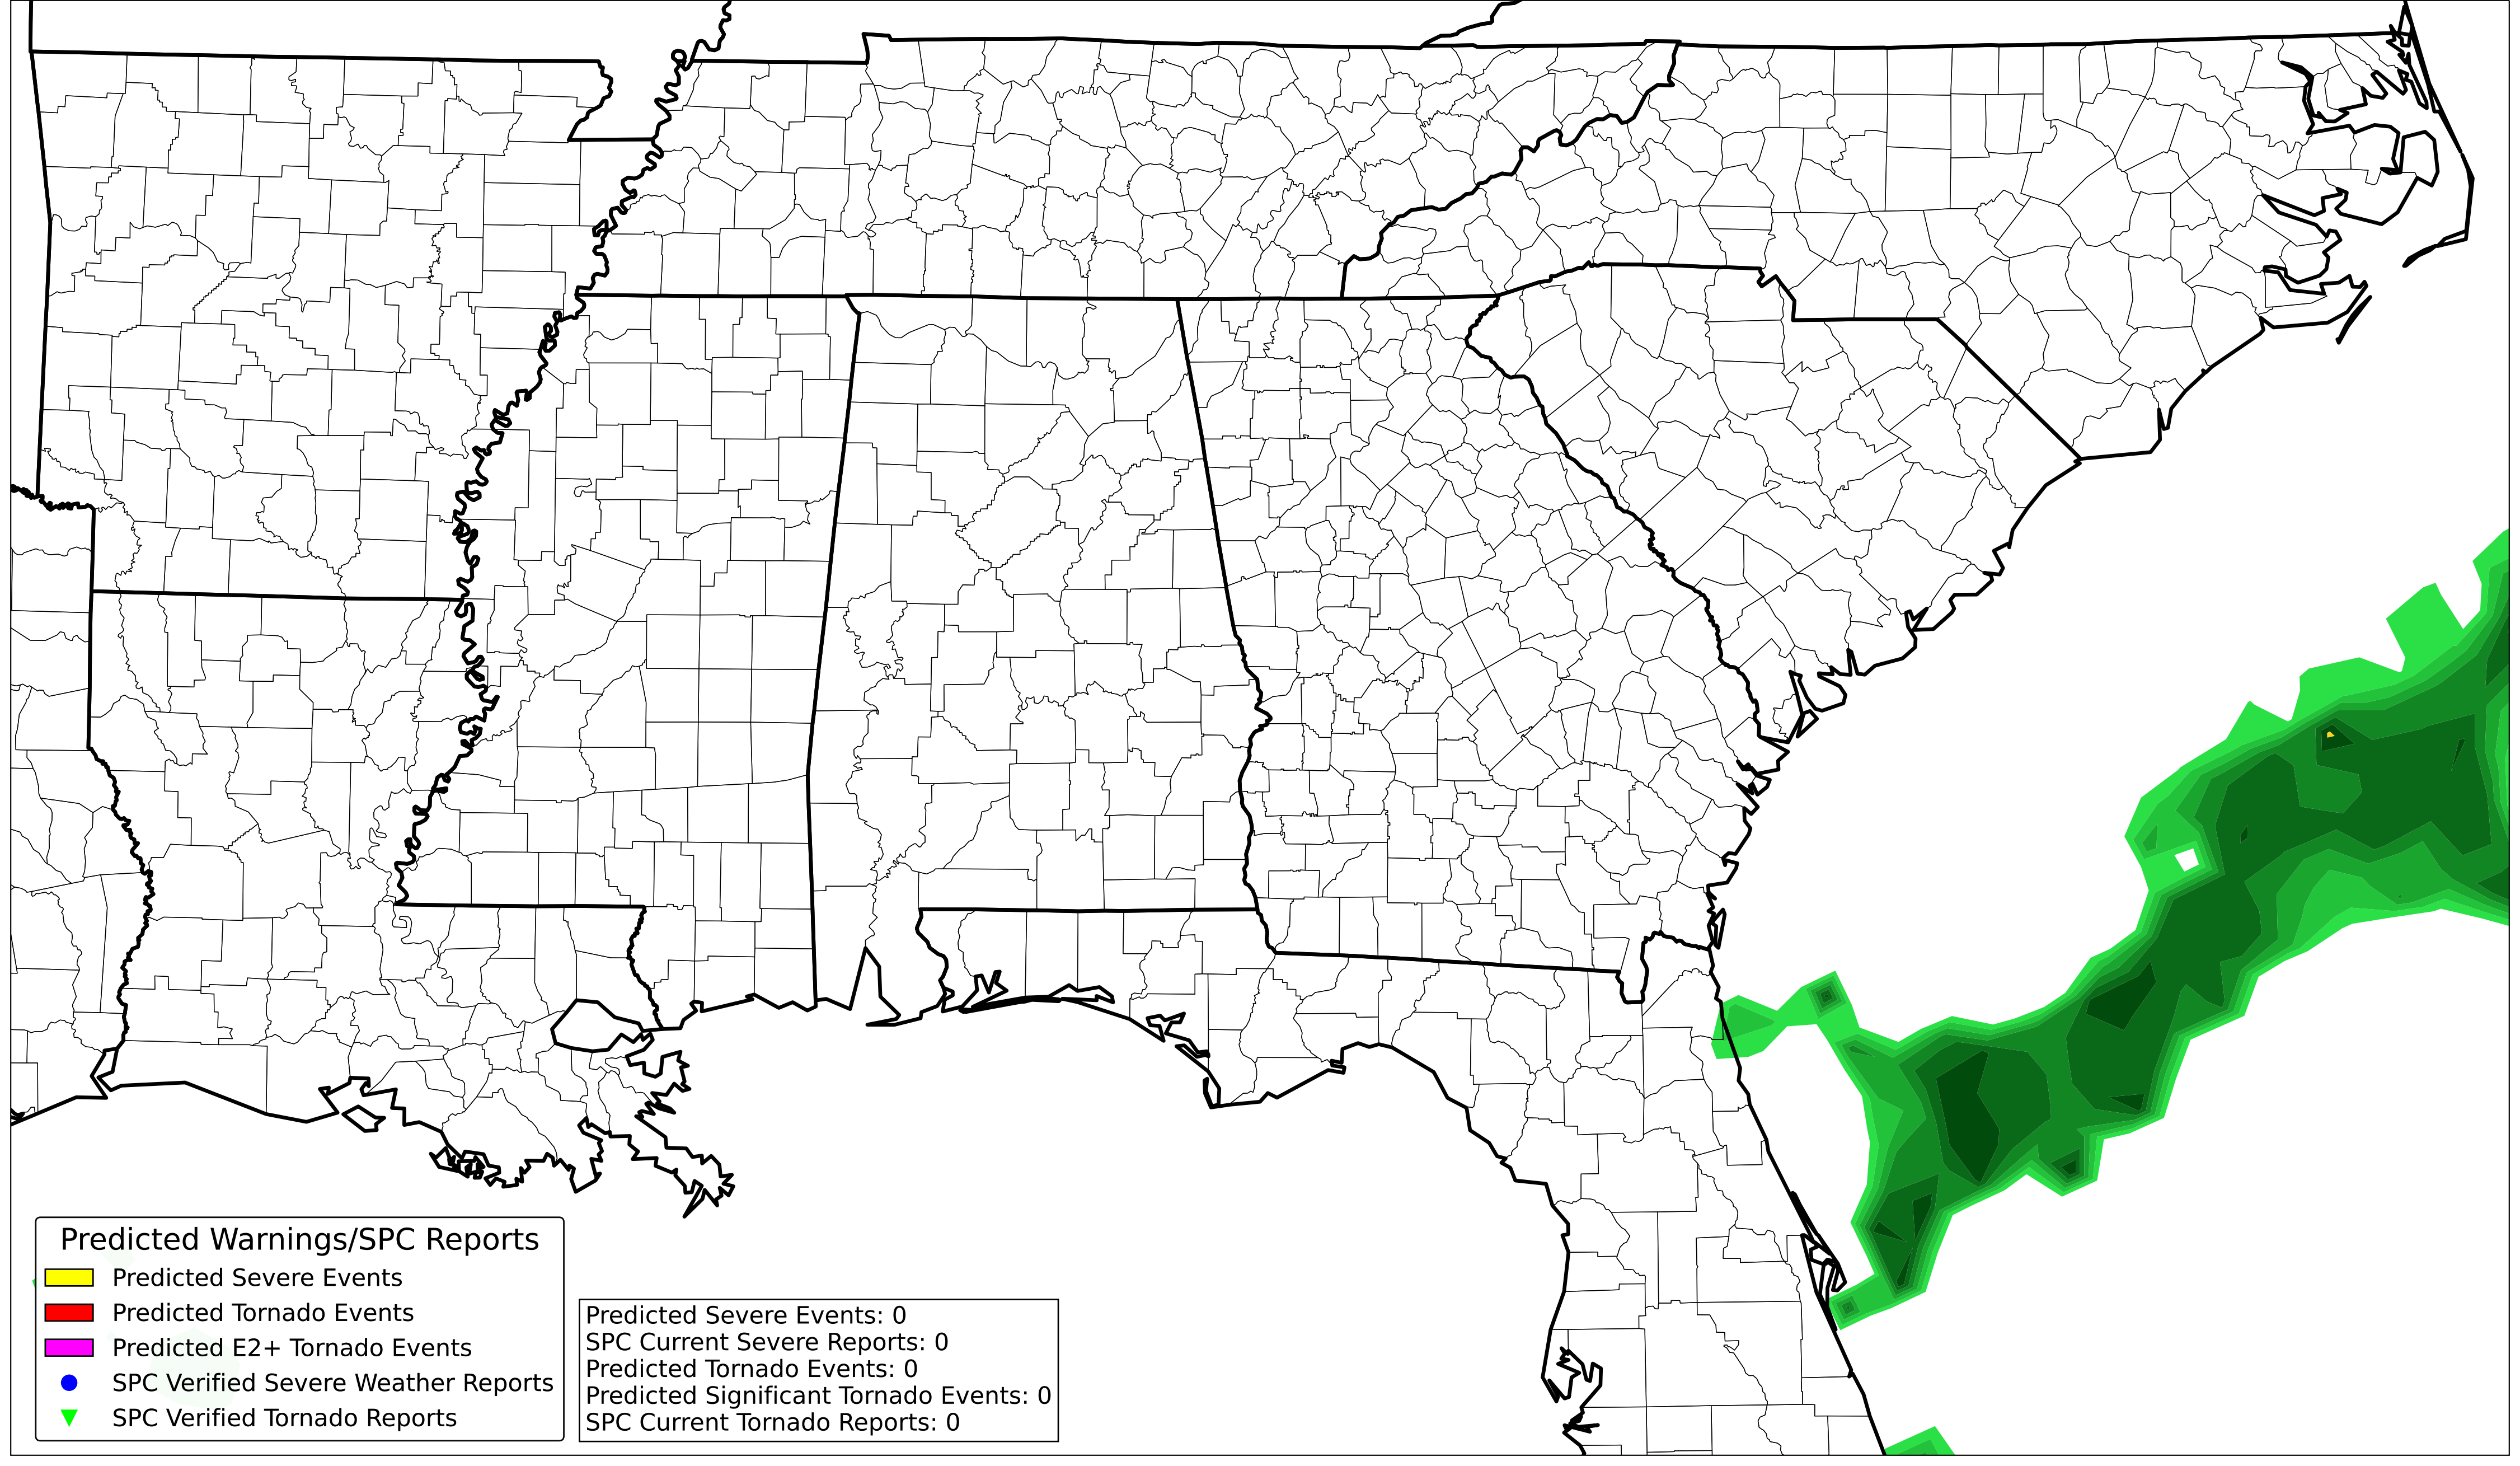 Predicted Warnings/SPC Reports
Predicted Severe Events
Predicted Tornado Events
Predicted E2+ Tornado Events
SPC Verified Severe Weather Reports
SPC Verified Tornado Reports
Predicted Severe Events: 0
SPC Current Severe Reports: 0
Predicted Tornado Events: 0
Predicted Significant Tornado Events: 0
SPC Current Tornado Reports: 0